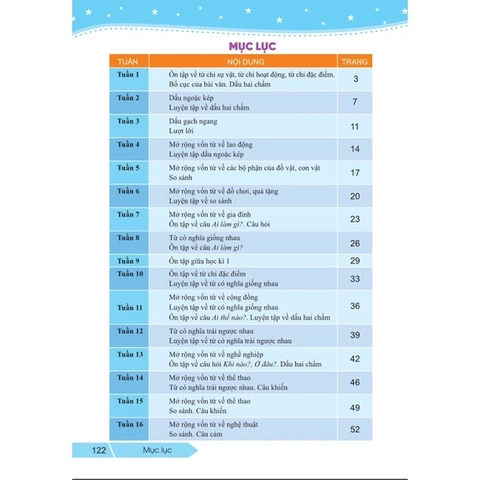 MỤC LỤC
TUẦN NỘI DUNG TRANG
Tuần 1 Ôn tập về từ chỉ sự vật, từ chỉ hoạt động, từ chỉ đặc điểm. 3
Bố cục của bài văn. Dấu hai chấm
Tuần 2 Dấu ngoặc kép 7
Luyện tập về dấu hai chấm
Tuần 3 Dấu gạch ngang 11
Lượt lời
Tuần 4 Mở rộng vốn từ về lao động 14
Luyện tập dấu ngoặc kép
Tuần 5 Mở rộng vốn từ về các bộ phận của đồ vật, con vật 17
So sánh
Tuần 6 Mở rộng vốn từ về đồ chơi, quà tặng 20
Luyện tập về so sánh
Tuần 7 Mở rộng vốn từ về gia đình 23
Ôn tập về câu Ai làm gì?. Câu hỏi
Tuần 8 Từ có nghĩa giống nhau 26
Ôn tập về câu Ai làm gì?
Tuần 9 Ôn tập giữa học kì 1 29
Tuần 10 Ôn tập về từ chỉ đặc điểm 33
Luyện tập về từ có nghĩa giống nhau
Tuần 11 Mở rộng vốn từ về cộng đồng 36
Luyện tập về từ có nghĩa giống nhau
Ôn tập về câu Ai thế nào?. Luyện tập về dấu hai chấm
Tuần 12 Từ có nghĩa trái ngược nhau 39
Luyện tập về từ có nghĩa trái ngược nhau
Tuần 13 Mở rộng vốn từ về nghề nghiệp 42
Ôn tập về câu hỏi Khi nào?, Ở đâu?. Dấu hai chấm
Tuần 14 Mở rộng vốn từ về thể thao 46
Từ có nghĩa trái ngược nhau. Câu khiến
Tuần 15 Mở rộng vốn từ về thể thao 49
So sánh. Câu khiến
Tuần 16 Mở rộng vốn từ về nghệ thuật 52
So sánh. Câu cảm
122 Mục lục